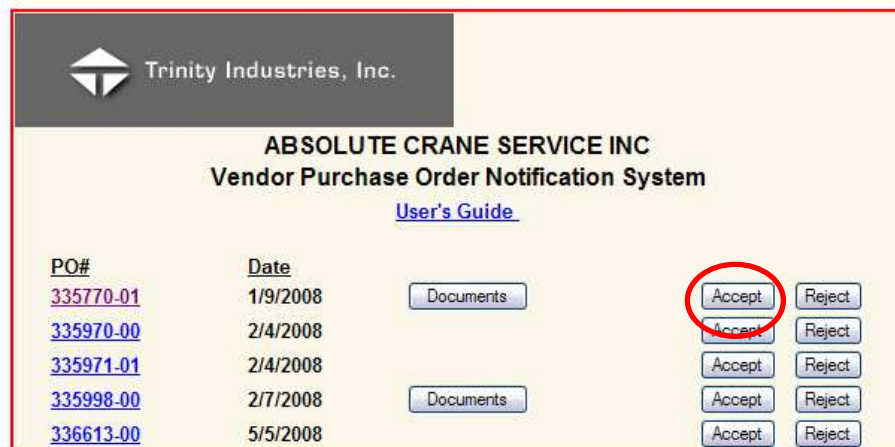 Trinity Industries, Inc.
ABSOLUTE CRANE SERVICE INC
Vendor Purchase Order Notification System
User's Guide
PO# Date
335770-01 1/9/2008 Documents Accept Reject
335970-00 2/4/2008 Accept Reject
335971-01 2/4/2008 Accept Reject
335998-00 2/7/2008 Documents Accept Reject
336613-00 5/5/2008 Accept Reject